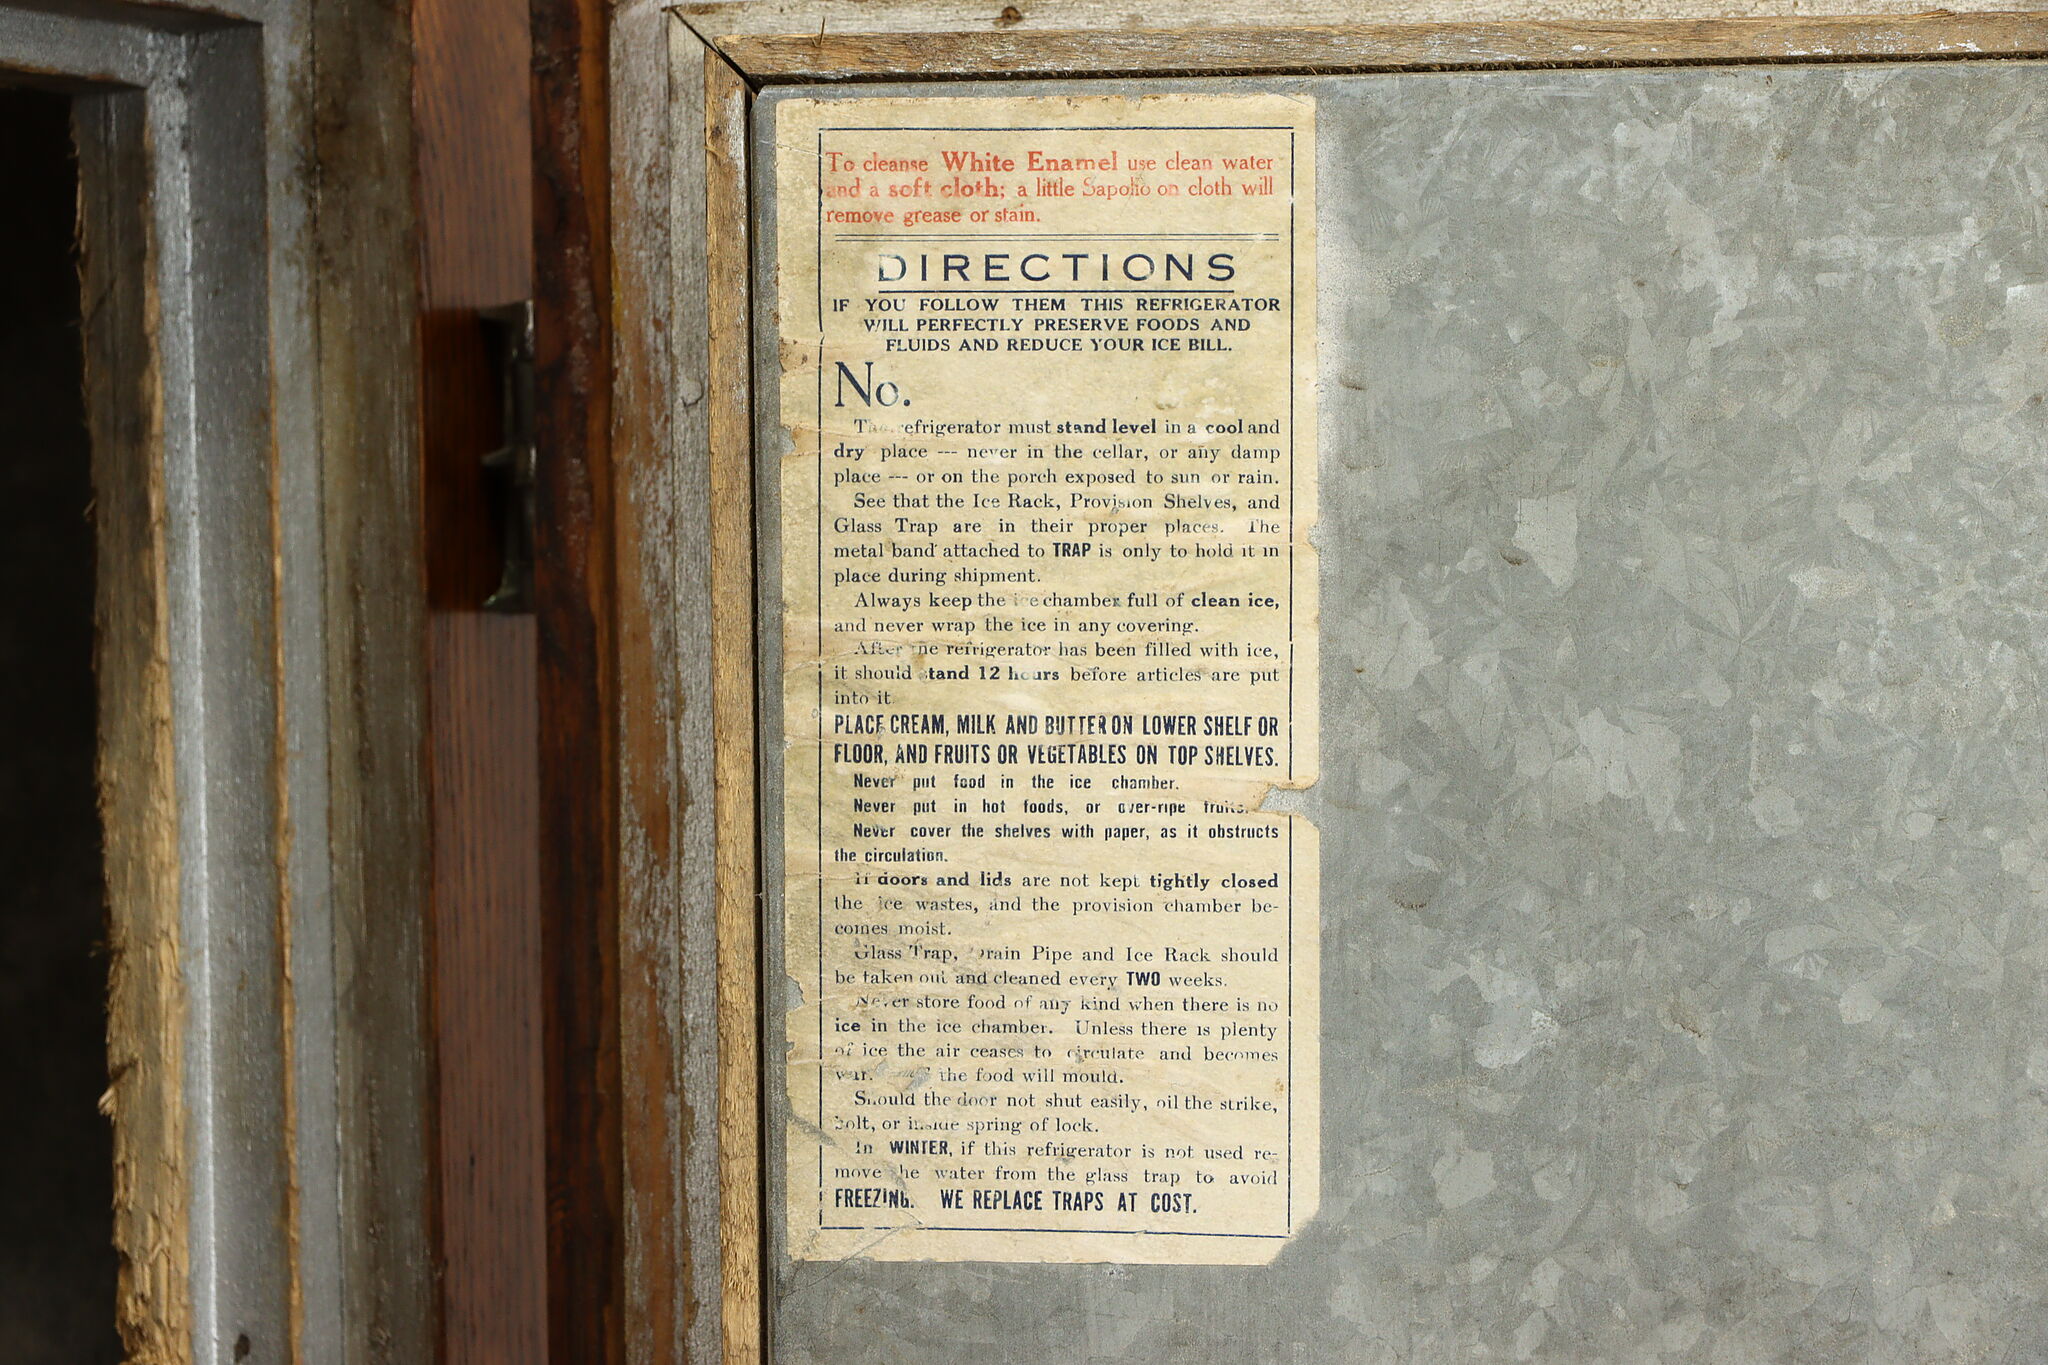 To cleanse White Enamel use clean water
and a soft cloth; a little Sapolio on cloth will
remove grease or stain.
DIRECTIONS
IF YOU FOLLOW THEM THIS REFRIGERATOR
WILL PERFECTLY PRESERVE FOODS AND
FLUIDS AND REDUCE YOUR ICE BILL.
No.
The refrigerator must stand level in a cool and
dry place --- never in the cellar, or any damp
place --- or on the porch exposed to sun or rain.
See that the Ice Rack, Provision Shelves, and
Glass Trap are in their proper places. The
metal band attached to TRAP is only to hold it in
place during shipment.
Always keep the ice chamber full of clean ice,
and never wrap the ice in any covering.
After the refrigerator has been filled with ice,
it should stand 12 hours before articles are put
into it.
PLACE CREAM, MILK AND BUTTER ON LOWER SHELF OR
FLOOR, AND FRUITS OR VEGETABLES ON TOP SHELVES.
Never put food in the ice chamber.
Never put in hot foods, or over-ripe fruits.
Never cover the shelves with paper, as it obstructs
the circulation.
If doors and lids are not kept tightly closed
the ice wastes, and the provision chamber be-
comes moist.
Glass Trap, Drain Pipe and Ice Rack should
be taken out and cleaned every TWO weeks.
Never store food of any kind when there is no
ice in the ice chamber. Unless there is plenty
of ice the air ceases to circulate and becomes
the food will mould.
Should the door not shut easily, oil the strike,
bolt, or inside spring of lock.
In WINTER, if this refrigerator is not used re-
move the water from the glass trap to avoid
FREEZING. WE REPLACE TRAPS AT COST.